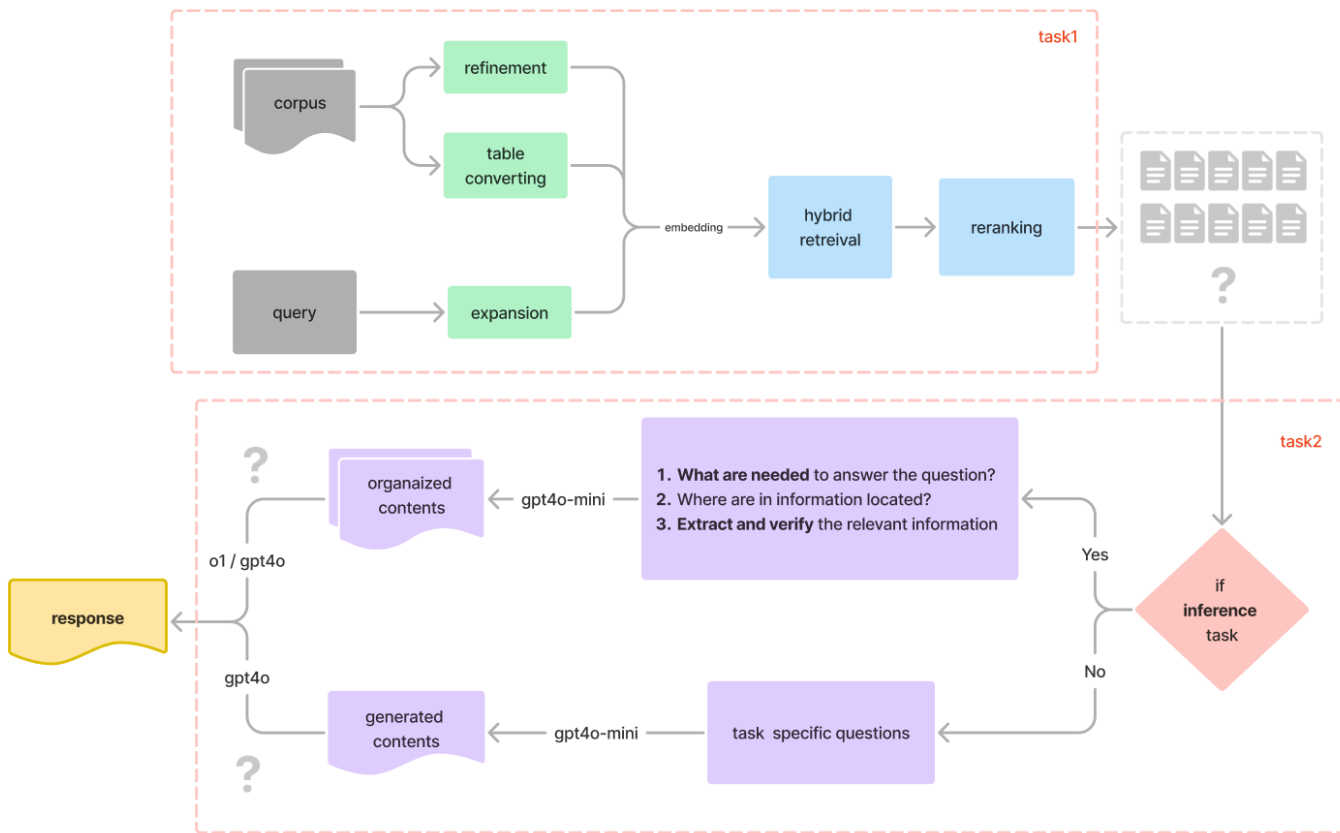 task1
corpus
refinement
table
converting
query
expansion
embedding
hybrid
retreival
reranking
?
task2
if
inference
task
Yes
No
1. What are needed to answer the question?
2. Where are in information located?
3. Extract and verify the relevant information
gpt4o-mini
organaized
contents
?
o1 / gpt4o
task specific questions
gpt4o-mini
generated
contents
gpt4o
?
response